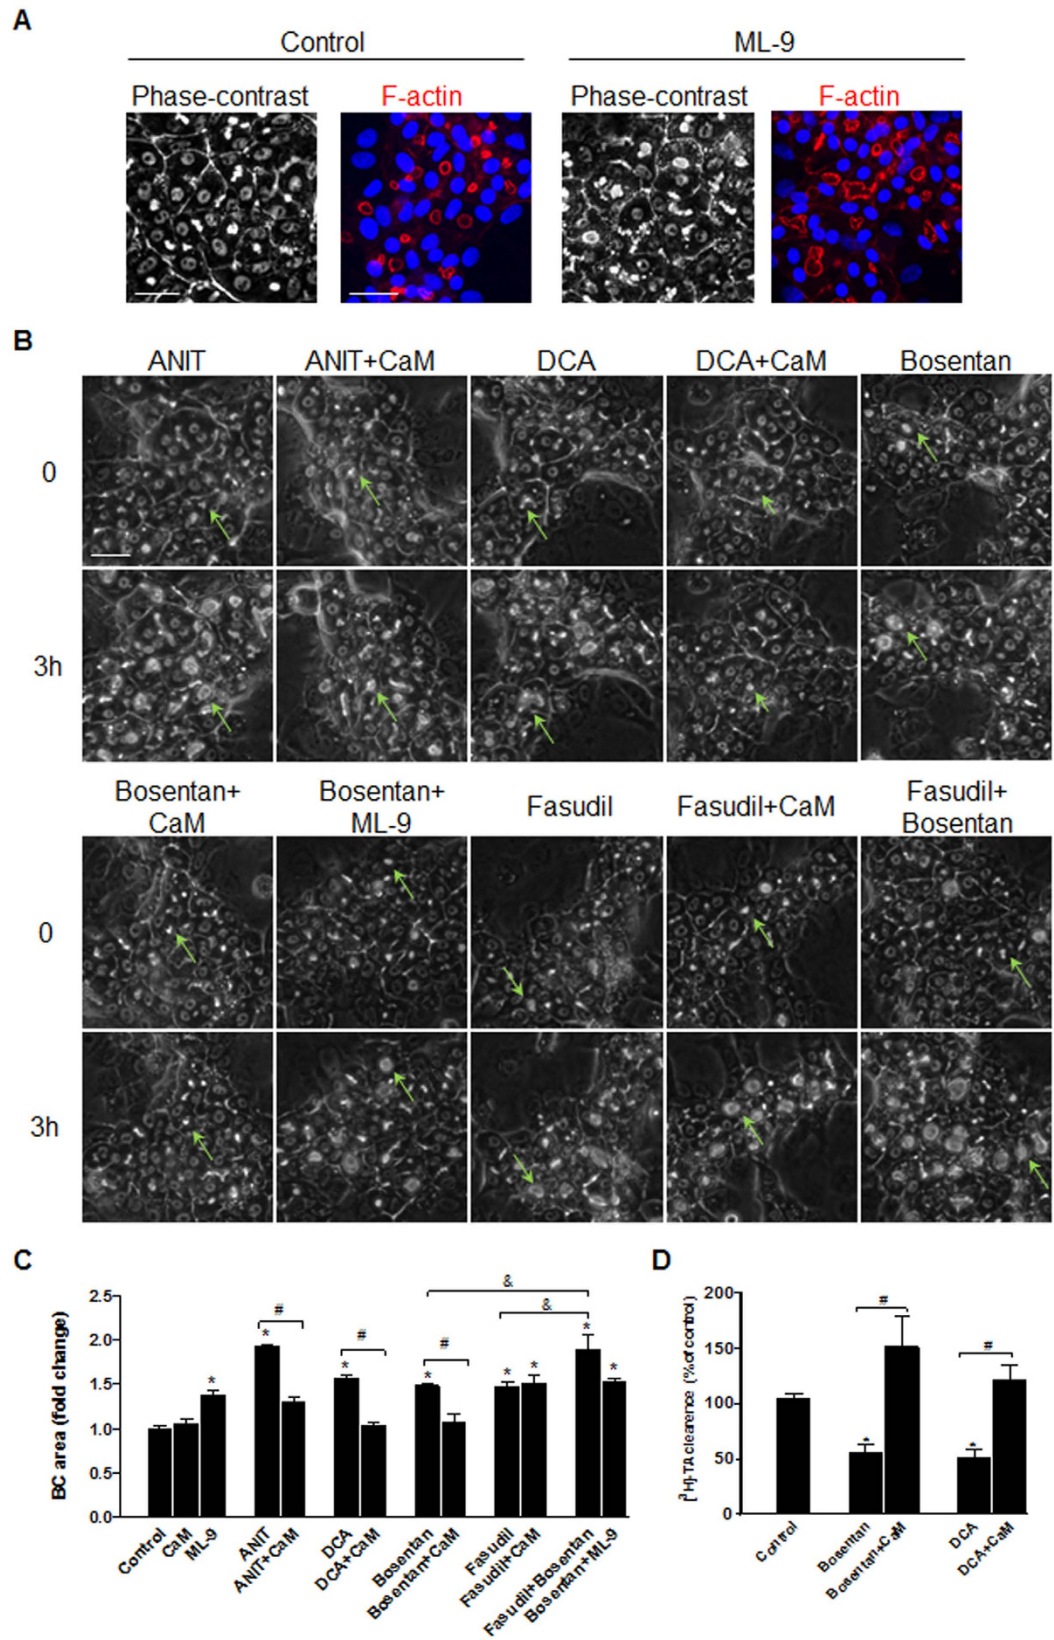 A
Control
ML-9
Phase-contrast
F-actin
Phase-contrast
F-actin
B
ANIT
ANIT+CaM
DCA
DCA+CaM
Bosentan
0
3h
Bosentan+
CaM
Bosentan+
ML-9
Fasudil
Fasudil+CaM
Fasudil+
Bosentan
0
3h
C
BC area (fold change)
2.5
2.0
1.5
1.0
0.5
0.0
*
*
#
*
#
*
#
*
*
&
&
*
*
Control
CaM
ML-9
ANIT
ANIT+CaM
DCA
DCA+CaM
Bosentan
Bosentan+CaM
Fasudil
Fasudil+CaM
Fasudil+Bosentan
Bosentan+ML-9
D
[3H]-TA clearence (% of control)
200
150
100
50
0
*
#
*
#
Control
Bosentan
Bosentan+CaM
DCA
DCA+CaM